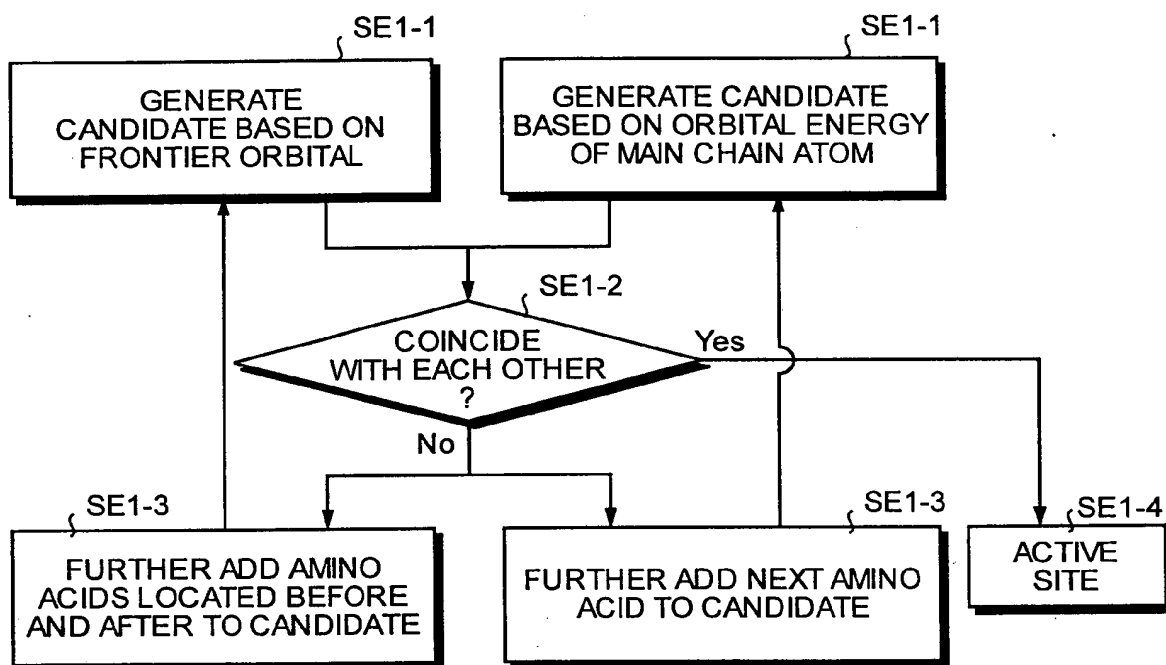 SE1-1
GENERATE
CANDIDATE BASED ON
FRONTIER ORBITAL
SE1-1
GENERATE CANDIDATE
BASED ON ORBITAL ENERGY
OF MAIN CHAIN ATOM
SE1-2
COINCIDE
WITH EACH OTHER
?
Yes
No
SE1-3
FURTHER ADD AMINO
ACIDS LOCATED BEFORE
AND AFTER TO CANDIDATE
SE1-3
FURTHER ADD NEXT AMINO
ACID TO CANDIDATE
SE1-4
ACTIVE
SITE